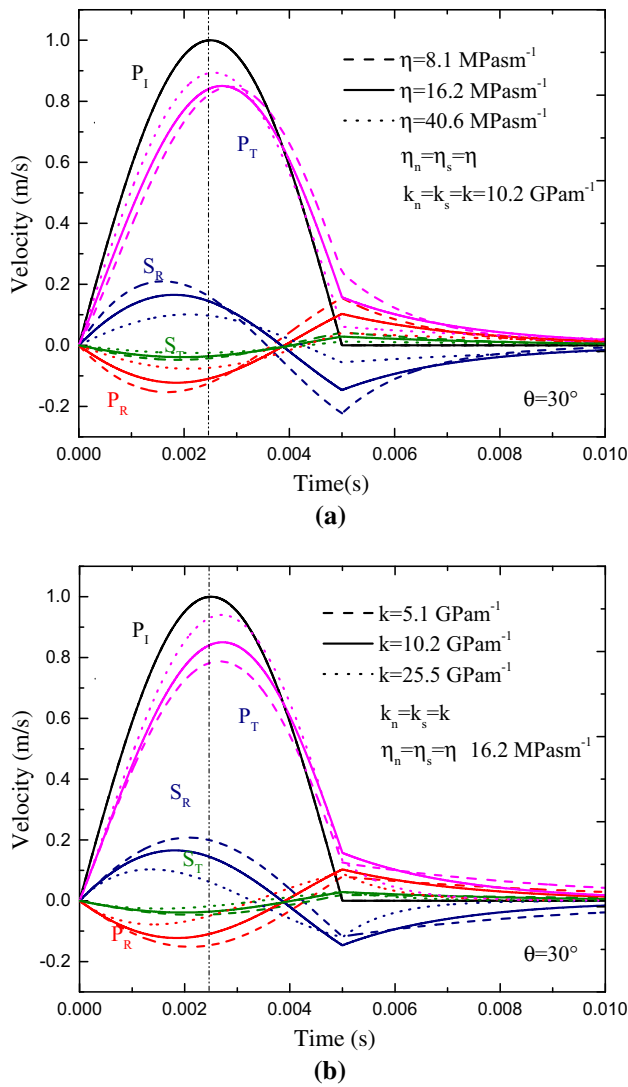 1.0
0.8
0.6
0.4
0.2
0.0
-0.2
Velocity (m/s)
P_I
η=8.1 MPasm⁻¹
η=16.2 MPasm⁻¹
η=40.6 MPasm⁻¹
η_n=η_s=η
k_n=k_s=k=10.2 GPam⁻¹
P_T
S_R
S_T
P_R
θ=30°
0.000 0.002 0.004 0.006 0.008 0.010
Time(s)
(a)
1.0
0.8
0.6
0.4
0.2
0.0
-0.2
Velocity (m/s)
P_I
k=5.1 GPam⁻¹
k=10.2 GPam⁻¹
k=25.5 GPam⁻¹
k_n=k_s=k
η_n=η_s=η 16.2 MPasm⁻¹
P_T
S_R
S_T
P_R
θ=30°
0.000 0.002 0.004 0.006 0.008 0.010
Time (s)
(b)